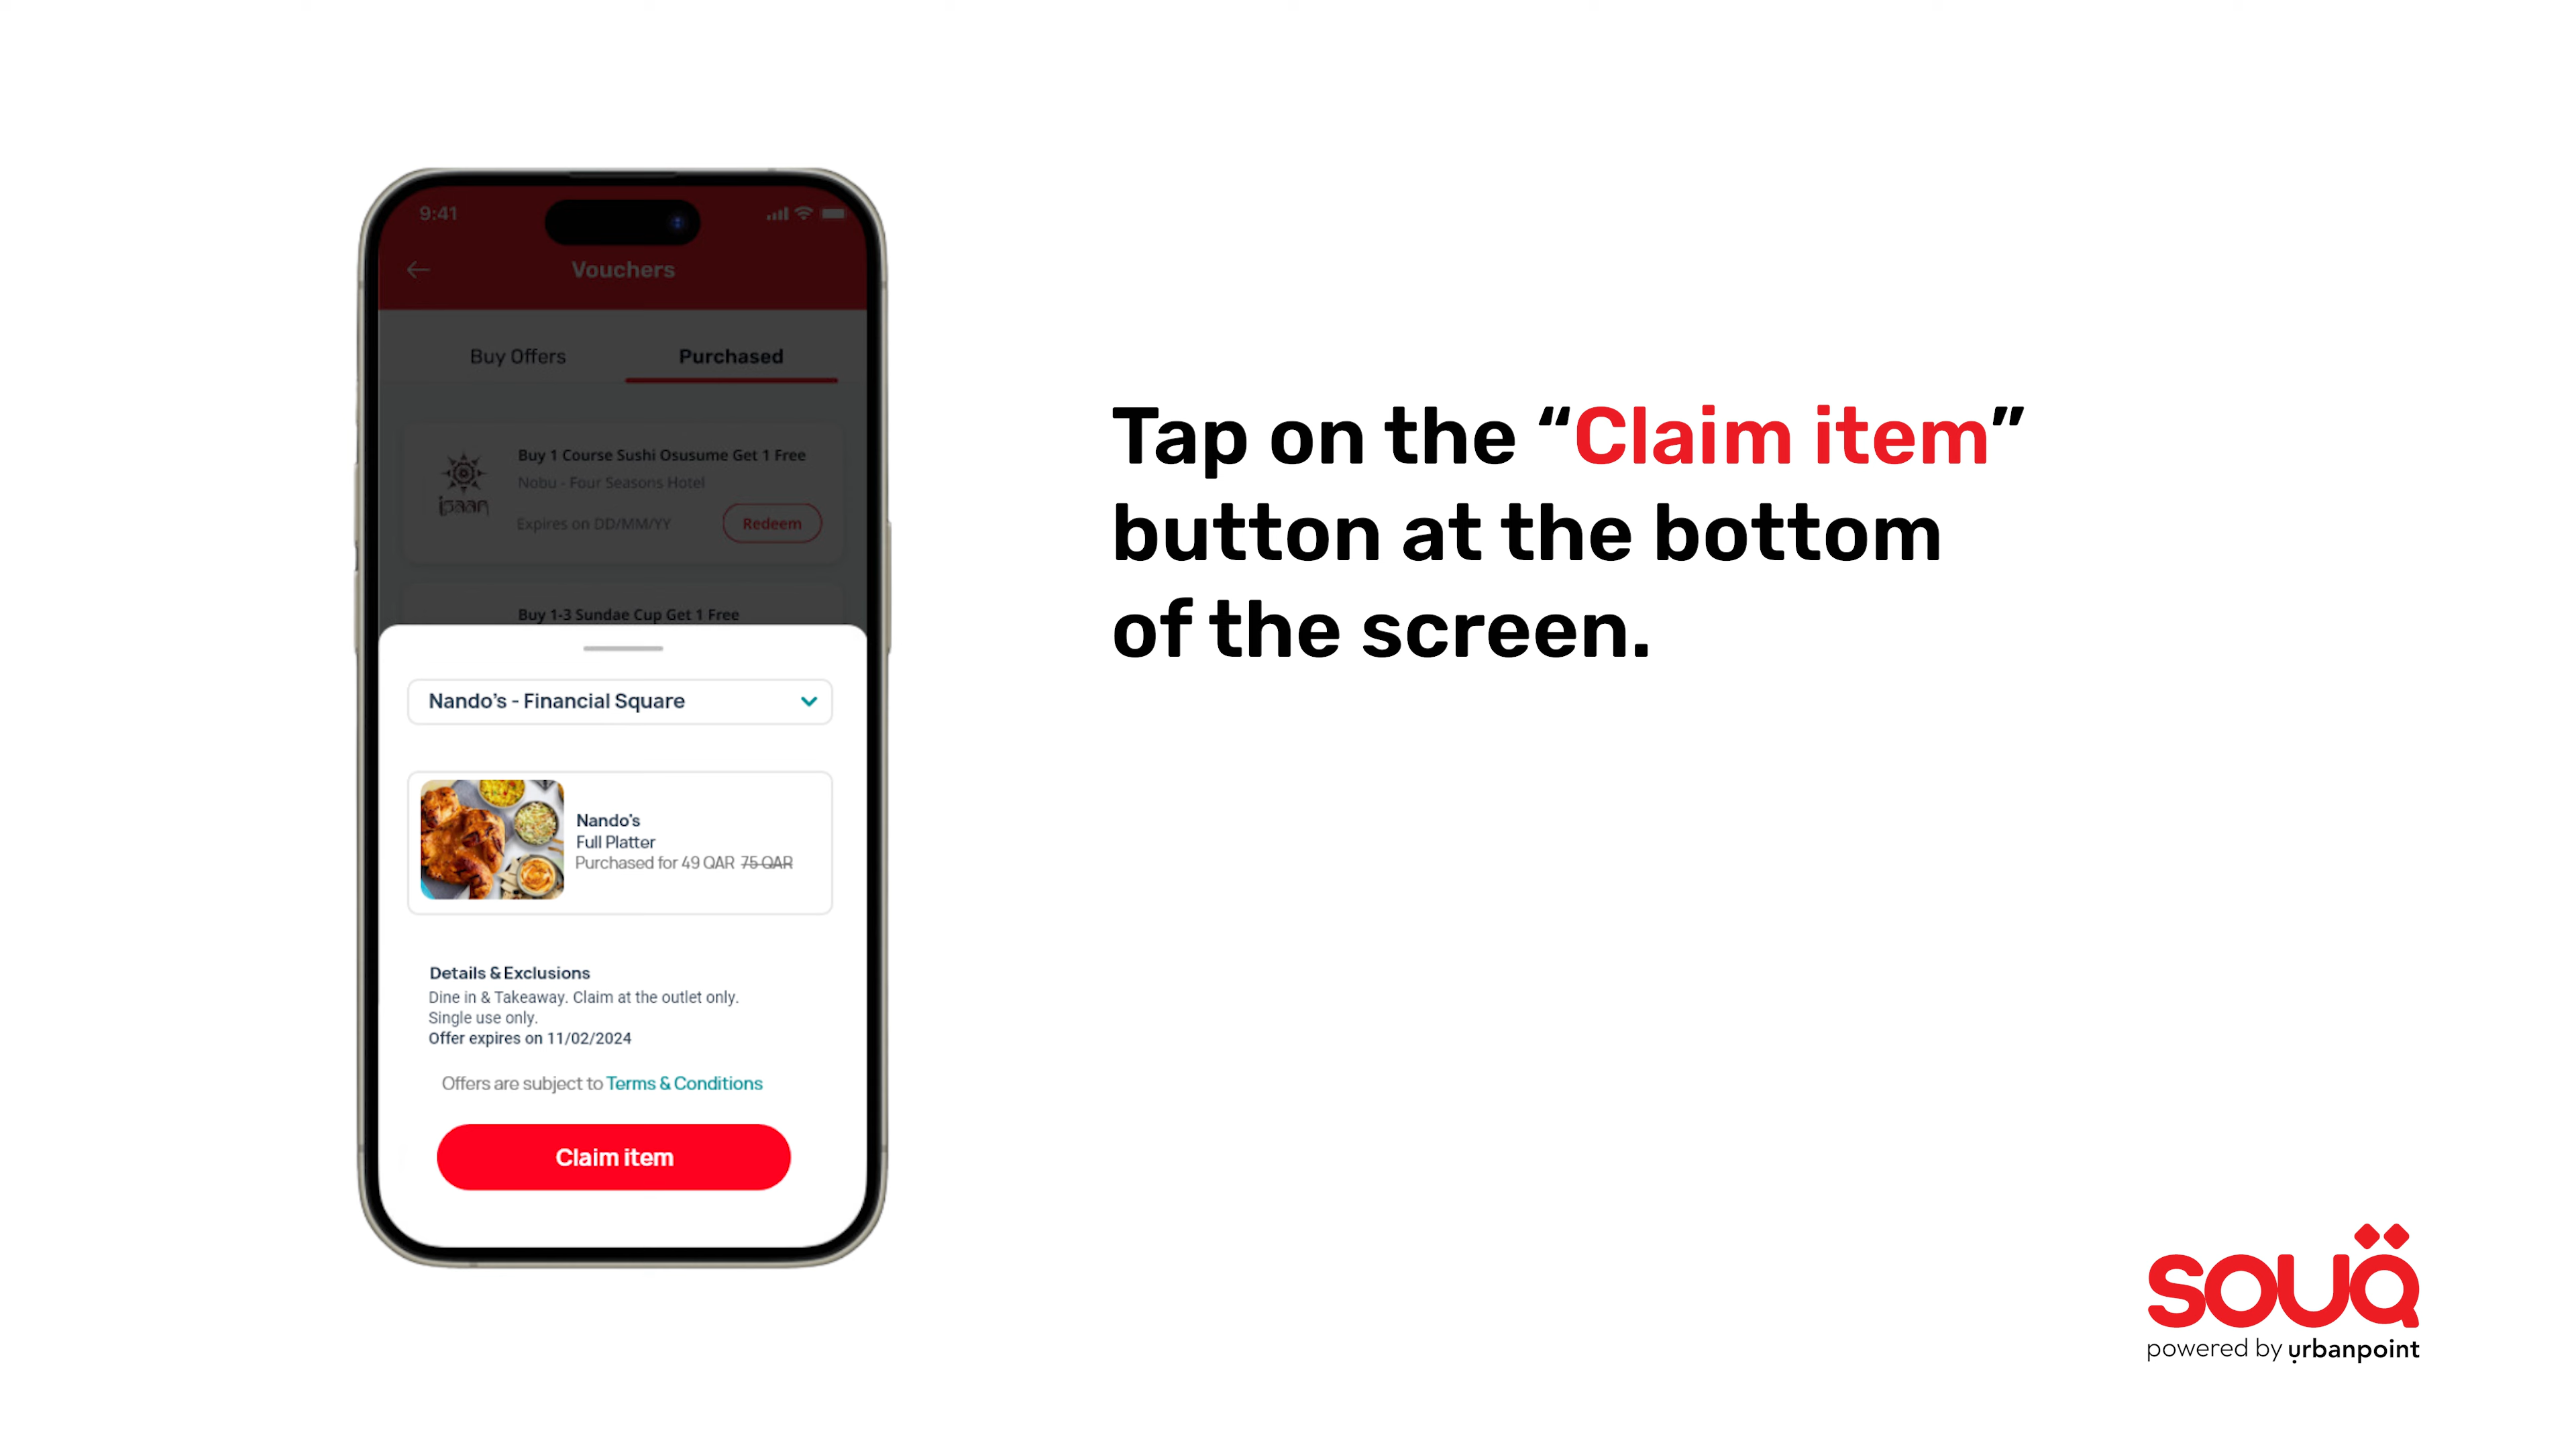 9:41
Vouchers
Buy Offers
Purchased
Buy 1 Course Sushi Osusume Get 1 Free
Nobu - Four Seasons Hotel
isaan
Expires on DD/MM/YY
Redeem
Buy 1-3 Sundae Cup Get 1 Free
Nando’s - Financial Square
Nando's
Full Platter
Purchased for 49 QAR 75 QAR
Details & Exclusions
Dine in & Takeaway. Claim at the outlet only.
Single use only.
Offer expires on 11/02/2024
Offers are subject to Terms & Conditions
Claim item
Tap on the “Claim item”
button at the bottom
of the screen.
souq
powered by urbanpoint